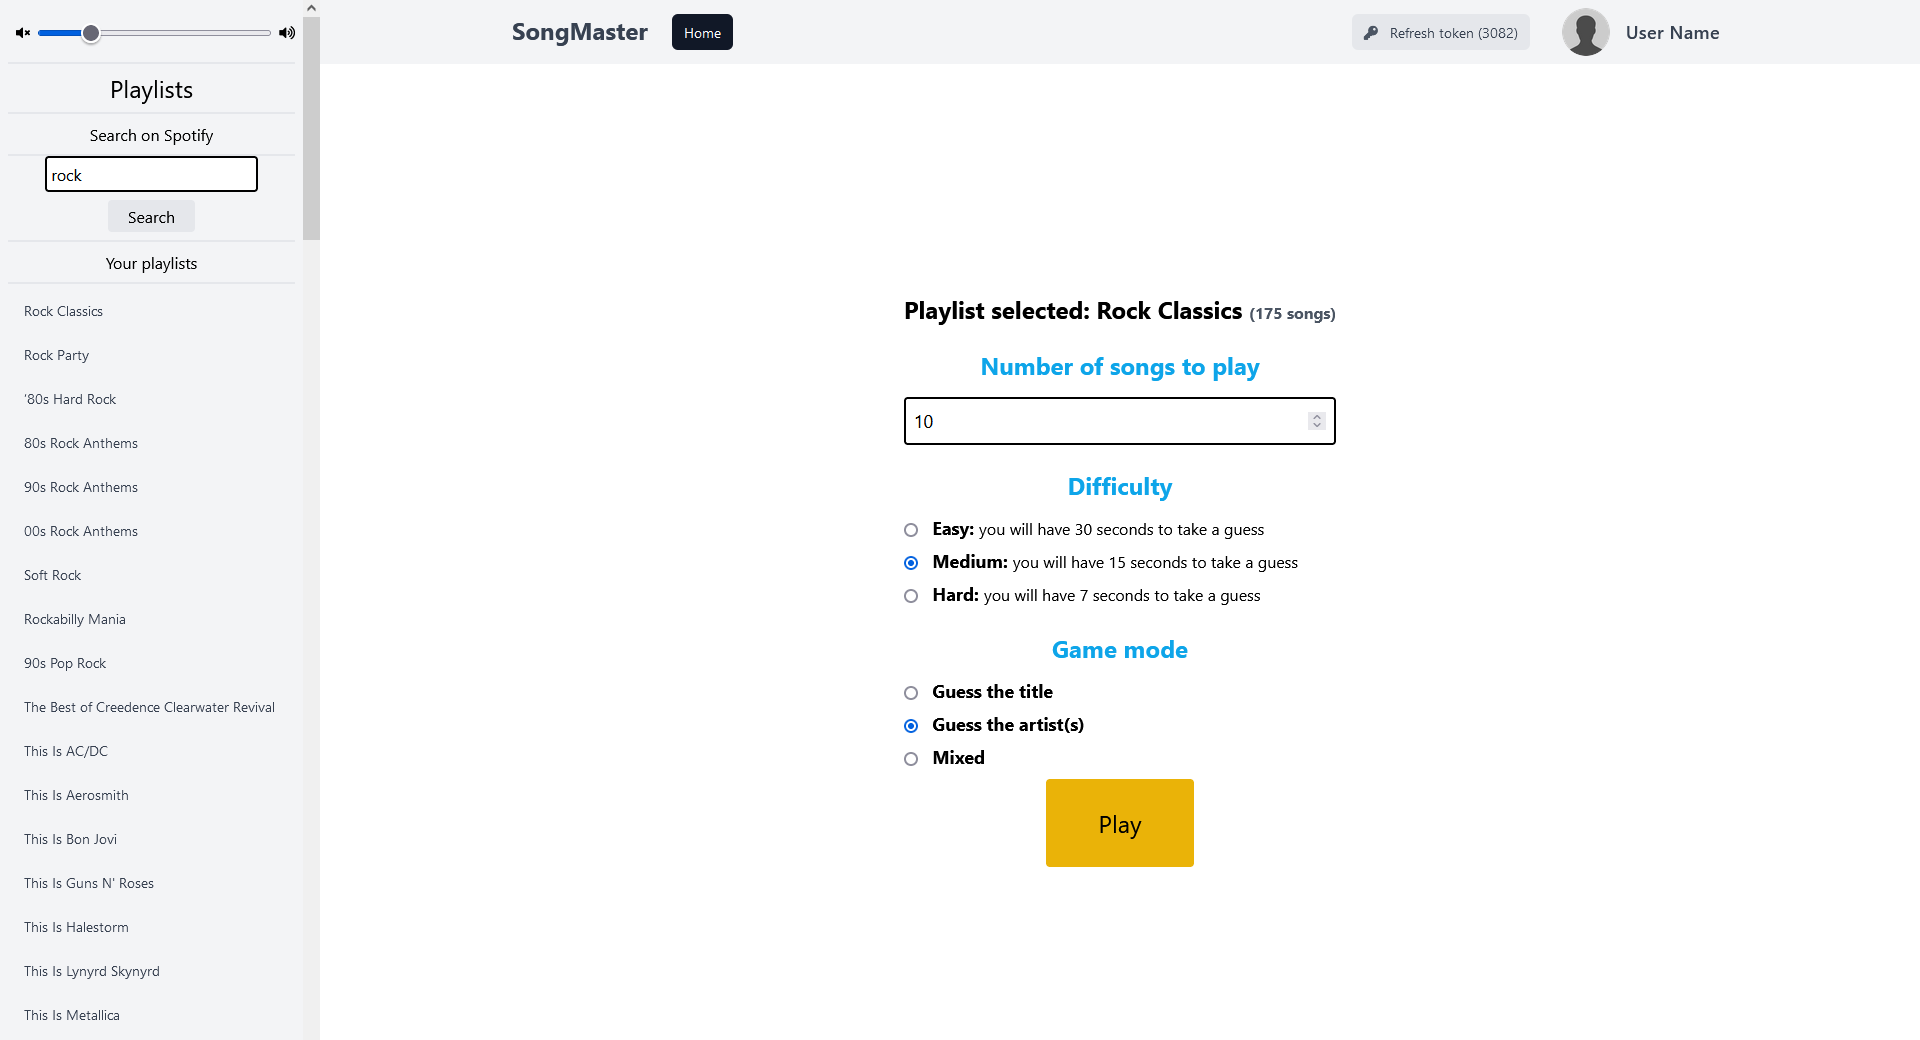 SongMaster
Home
Refresh token (3082)
User Name
Playlists
Search on Spotify
rock
Search
Your playlists
Rock Classics
Rock Party
'80s Hard Rock
80s Rock Anthems
90s Rock Anthems
00s Rock Anthems
Soft Rock
Rockabilly Mania
90s Pop Rock
The Best of Creedence Clearwater Revival
This Is AC/DC
This Is Aerosmith
This Is Bon Jovi
This Is Guns N' Roses
This Is Halestorm
This Is Lynyrd Skynyrd
This Is Metallica
Playlist selected: Rock Classics (175 songs)
Number of songs to play
10
Difficulty
Easy: you will have 30 seconds to take a guess
Medium: you will have 15 seconds to take a guess
Hard: you will have 7 seconds to take a guess
Game mode
Guess the title
Guess the artist(s)
Mixed
Play